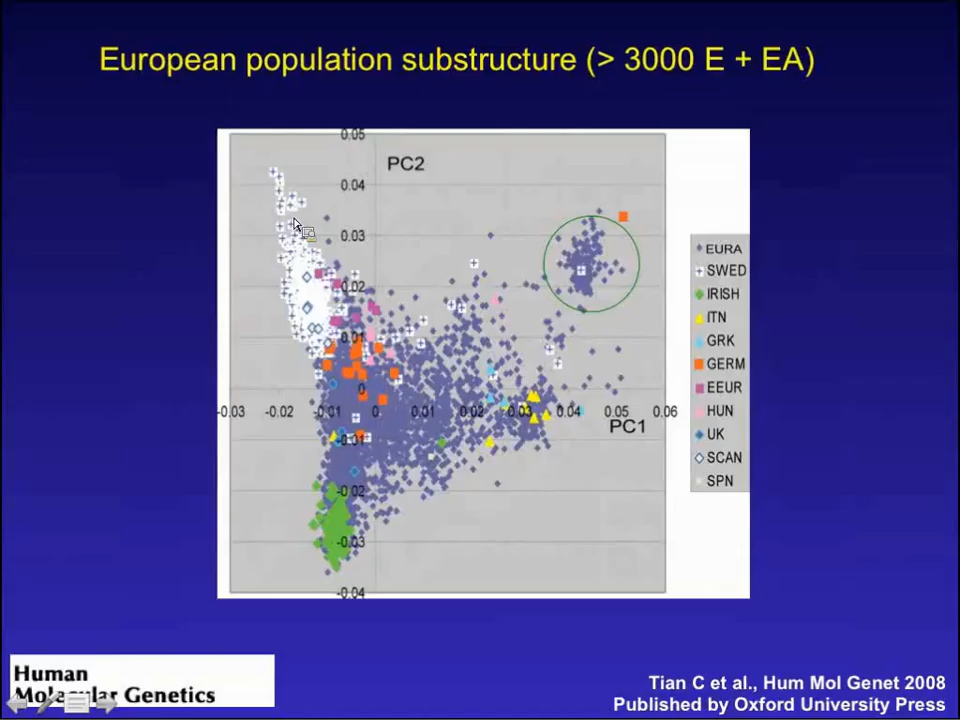 European population substructure (> 3000 E + EA)
0.05
PC2
0.04
0.03
0.02
0.01
0
-0.03 -0.02 -0.01 0 0.01 0.02 0.03 0.04 0.05 0.06
PC1
-0.01
-0.02
-0.03
-0.04
EURA
SWED
IRISH
ITN
GRK
GERM
EEUR
HUN
UK
SCAN
SPN
Human
Molecular Genetics
Tian C et al., Hum Mol Genet 2008
Published by Oxford University Press